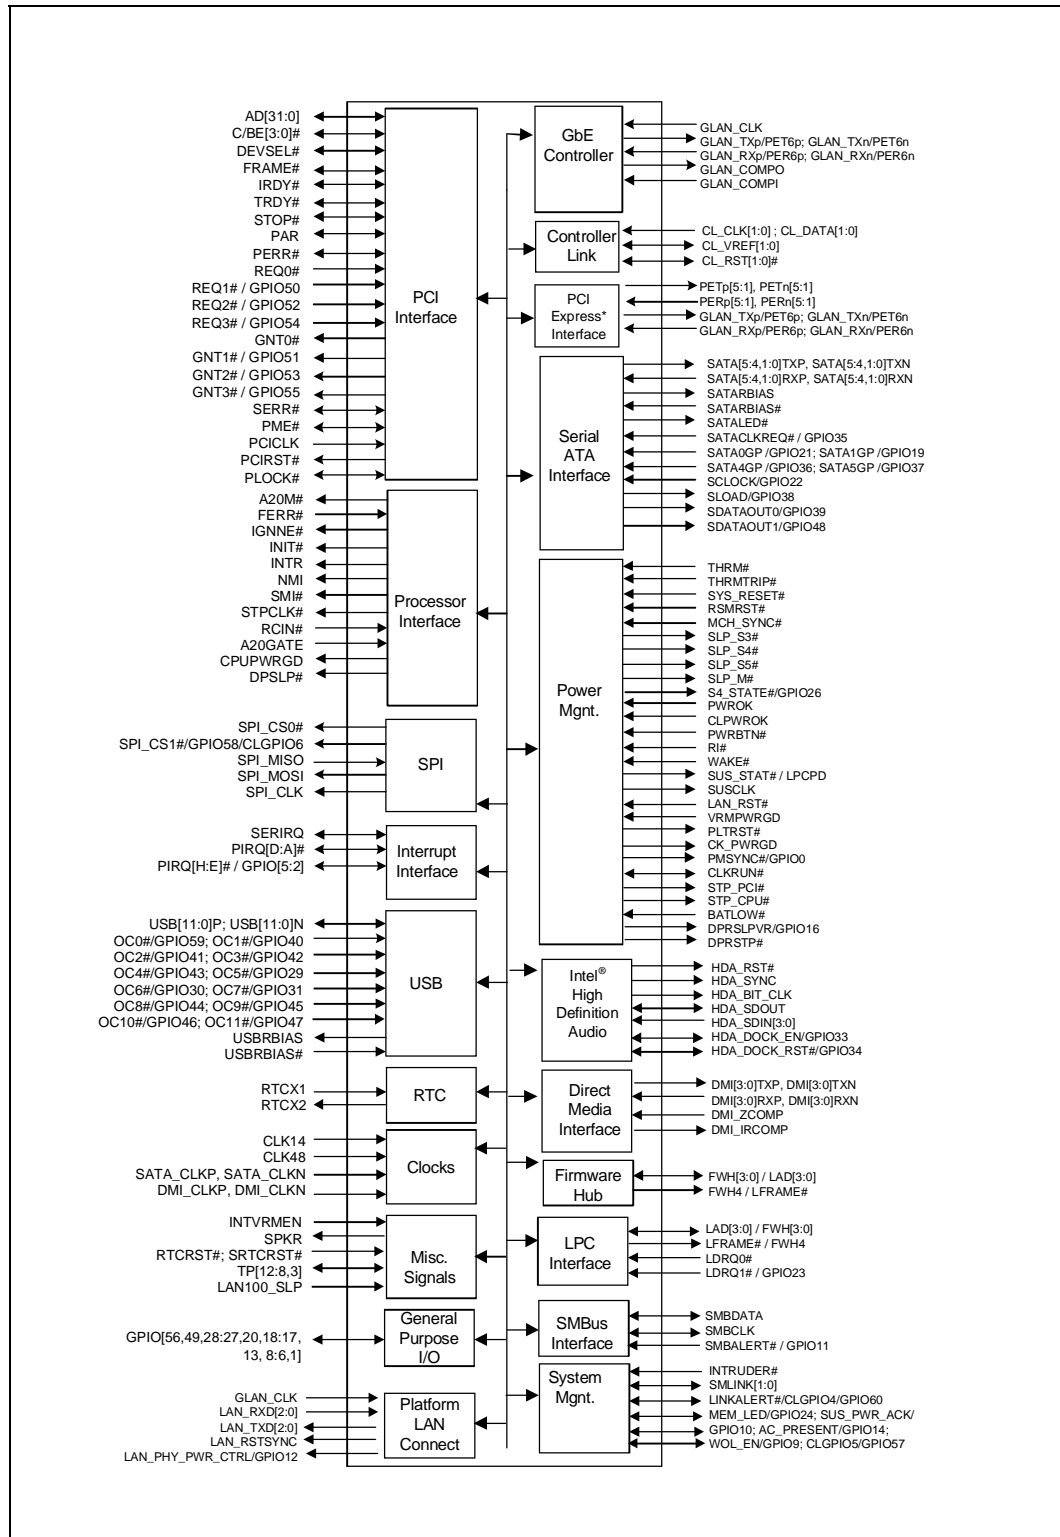 AD[31:0]
C/BE[3:0]#
DEVSEL#
FRAME#
IRDY#
TRDY#
STOP#
PAR
PERR#
REQ0#
REQ1# / GPIO50
REQ2# / GPIO52
REQ3# / GPIO54
GNT0#
GNT1# / GPIO51
GNT2# / GPIO53
GNT3# / GPIO55
SERR#
PME#
PCICLK
PCIRST#
PLOCK#
PCI
Interface
A20M#
FERR#
IGNNE#
INIT#
INTR
NMI
SMI#
STPCLK#
RCIN#
A20GATE
CPUPWRGD
DPSLP#
Processor
Interface
SPI_CS0#
SPI_CS1#/GPIO58/CLGPIO6
SPI_MISO
SPI_MOSI
SPI_CLK
SPI
SERIRQ
PIRQ[D:A]#
PIRQ[H:E]# / GPIO[5:2]
Interrupt
Interface
USB[11:0]P; USB[11:0]N
OC0#/GPIO59; OC1#/GPIO40
OC2#/GPIO41; OC3#/GPIO42
OC4#/GPIO43; OC5#/GPIO29
OC6#/GPIO30; OC7#/GPIO31
OC8#/GPIO44; OC9#/GPIO45
OC10#/GPIO46; OC11#/GPIO47
USBRBIAS
USBRBIAS#
USB
RTCX1
RTCX2
RTC
CLK14
CLK48
SATA_CLKP, SATA_CLKN
DMI_CLKP, DMI_CLKN
Clocks
INTVRMEN
SPKR
RTCRST#; SRTCRST#
TP[12:8,3]
LAN100_SLP
Misc.
Signals
GPIO[56,49,28:27,20,18:17,
13, 8:6,1]
General
Purpose
I/O
GLAN_CLK
LAN_RXD[2:0]
LAN_TXD[2:0]
LAN_RSTSYNC
LAN_PHY_PWR_CTRL/GPIO12
Platform
LAN
Connect
GbE
Controller
GLAN_CLK
GLAN_TXp/PET6p; GLAN_TXn/PET6n
GLAN_RXp/PER6p; GLAN_RXn/PER6n
GLAN_COMPO
GLAN_COMPI
Controller
Link
CL_CLK[1:0] ; CL_DATA[1:0]
CL_VREF[1:0]
CL_RST[1:0]#
PCI
Express*
Interface
PETp[5:1], PETn[5:1]
PERp[5:1], PERn[5:1]
GLAN_TXp/PET6p; GLAN_TXn/PET6n
GLAN_RXp/PER6p; GLAN_RXn/PER6n
Serial
ATA
Interface
SATA[5:4,1:0]TXP, SATA[5:4,1:0]TXN
SATA[5:4,1:0]RXP, SATA[5:4,1:0]RXN
SATARBIAS
SATARBIAS#
SATALED#
SATACLKREQ# / GPIO35
SATA0GP /GPIO21; SATA1GP /GPIO19
SATA4GP /GPIO36; SATA5GP /GPIO37
SCLOCK/GPIO22
SLOAD/GPIO38
SDATAOUT0/GPIO39
SDATAOUT1/GPIO48
Power
Mgnt.
THRM#
THRMTRIP#
SYS_RESET#
RSMRST#
MCH_SYNC#
SLP_S3#
SLP_S4#
SLP_S5#
SLP_M#
S4_STATE#/GPIO26
PWROK
CLPWROK
PWRBTN#
RI#
WAKE#
SUS_STAT# / LPCPD
SUSCLK
LAN_RST#
VRMPWRGD
PLTRST#
CK_PWRGD
PMSYNC#/GPIO0
CLKRUN#
STP_PCI#
STP_CPU#
BATLOW#
DPRSLPVR/GPIO16
DPRSTP#
Intel®
High
Definition
Audio
HDA_RST#
HDA_SYNC
HDA_BIT_CLK
HDA_SDOUT
HDA_SDIN[3:0]
HDA_DOCK_EN/GPIO33
HDA_DOCK_RST#/GPIO34
Direct
Media
Interface
DMI[3:0]TXP, DMI[3:0]TXN
DMI[3:0]RXP, DMI[3:0]RXN
DMI_ZCOMP
DMI_IRCOMP
Firmware
Hub
FWH[3:0] / LAD[3:0]
FWH4 / LFRAME#
LPC
Interface
LAD[3:0] / FWH[3:0]
LFRAME# / FWH4
LDRQ0#
LDRQ1# / GPIO23
SMBus
Interface
SMBDATA
SMBCLK
SMBALERT# / GPIO11
System
Mgnt.
INTRUDER#
SMLINK[1:0]
LINKALERT#/CLGPIO4/GPIO60
MEM_LED/GPIO24; SUS_PWR_ACK/
GPIO10; AC_PRESENT/GPIO14;
WOL_EN/GPIO9; CLGPIO5/GPIO57